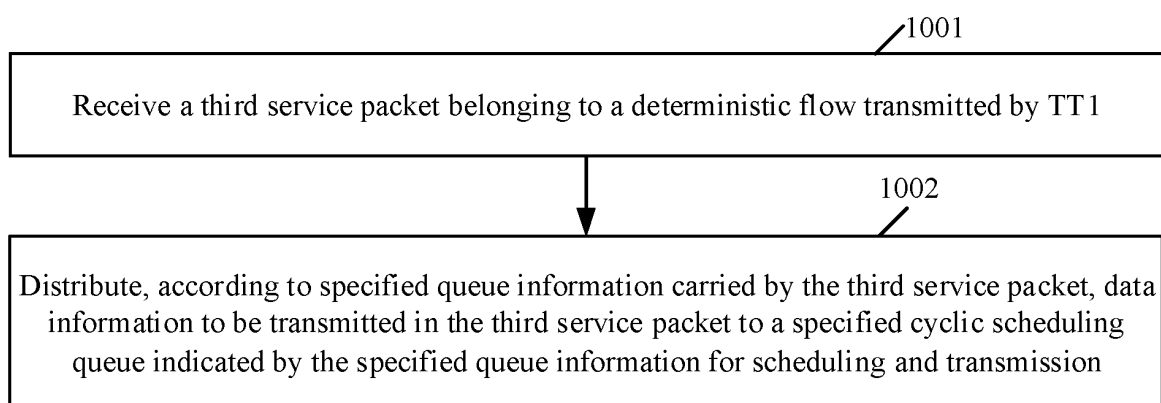 1001
Receive a third service packet belonging to a deterministic flow transmitted by TT1
1002
Distribute, according to specified queue information carried by the third service packet, data
information to be transmitted in the third service packet to a specified cyclic scheduling
queue indicated by the specified queue information for scheduling and transmission